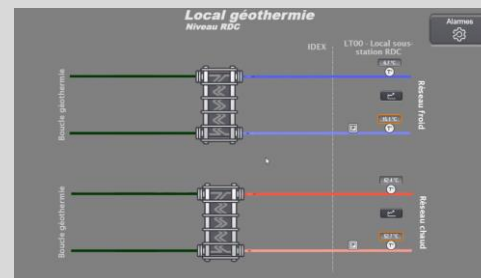 Local géothermie
Niveau RDC
Alarmes
IDEX
LT00 - Local sous-
station RDC
Boucle géothermie
Réseau froid
Boucle géothermie
Réseau chaud